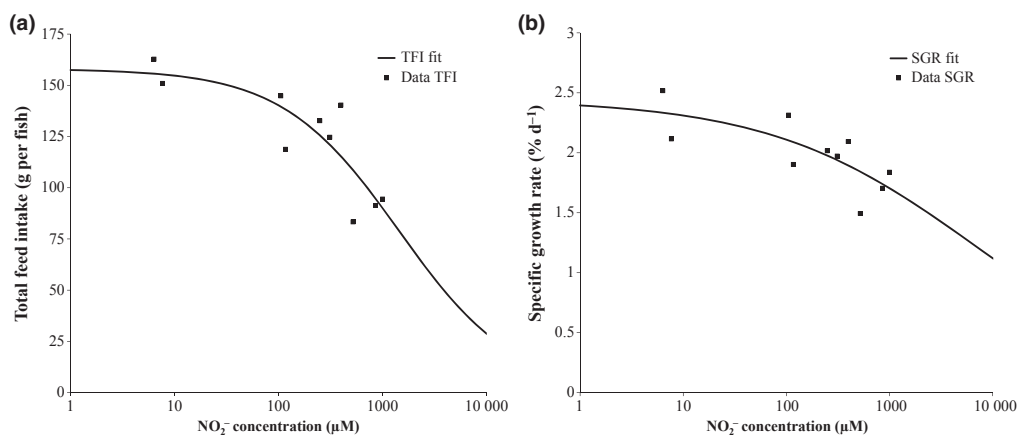 (a)
175
150
125
100
75
50
25
0
1
10
100
1000
10 000
Total feed intake (g per fish)
NO₂⁻ concentration (µM)
TFI fit
Data TFI
(b)
3
2.5
2
1.5
1
0.5
0
1
10
100
1000
10 000
Specific growth rate (% d⁻¹)
NO₂⁻ concentration (µM)
SGR fit
Data SGR